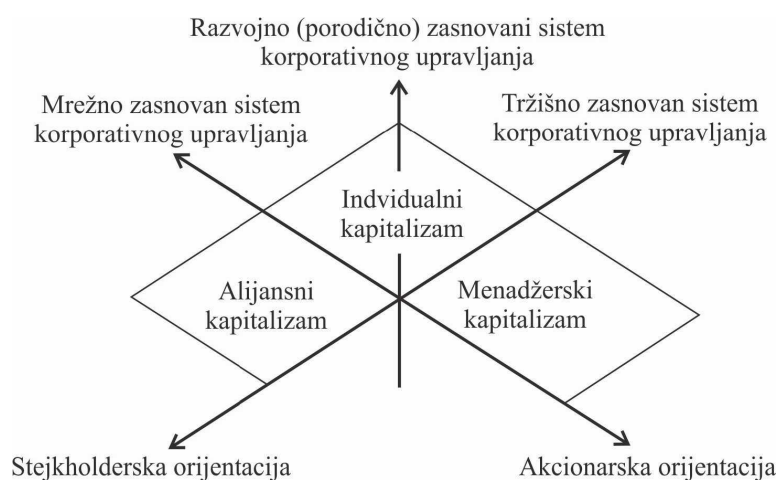 Razvojno (porodično) zasnovani sistem
korporativnog upravljanja
Mrežno zasnovan sistem
korporativnog upravljanja
Tržišno zasnovan sistem
korporativnog upravljanja
Indvidualni
kapitalizam
Alijansni
kapitalizam
Menadžerski
kapitalizam
Stejkholderska orijentacija
Akcionarska orijentacija